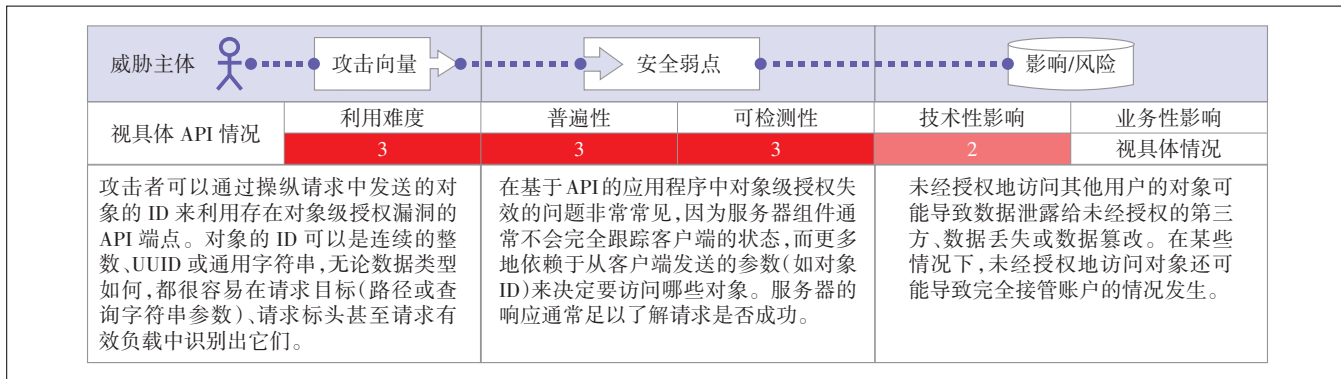 威胁主体 攻击向量 安全弱点 影响/风险
视具体 API 情况 利用难度 普遍性 可检测性 技术性影响 业务性影响
3 3 3 2 视具体情况
攻击者可以通过操纵请求中发送的对
象的 ID 来利用存在对象级授权漏洞的
API 端点。对象的 ID 可以是连续的整
数、UUID 或通用字符串,无论数据类型
如何,都很容易在请求目标(路径或查
询字符串参数)、请求标头甚至请求有
效负载中识别出它们。
在基于API的应用程序中对象级授权失
效的问题非常常见,因为服务器组件通
常不会完全跟踪客户端的状态,而更多
地依赖于从客户端发送的参数(如对象
ID)来决定要访问哪些对象。服务器的
响应通常足以了解请求是否成功。
未经授权地访问其他用户的对象可
能导致数据泄露给未经授权的第三
方、数据丢失或数据篡改。在某些
情况下,未经授权地访问对象还可
能导致完全接管账户的情况发生。